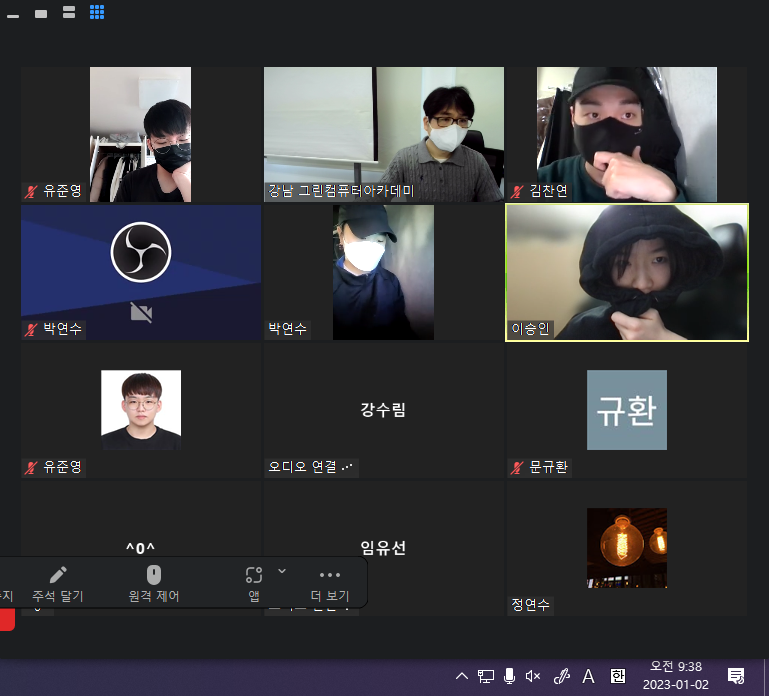 유준영
강남 그린컴퓨터아카데미
김찬연
박연수
박연수
이승인
유준영
강수림
오디오 연결
규환
문규환
^0^
임유선
정연수
지
주석 달기
원격 제어
앱
더 보기
A
한
오전 9:38
2023-01-02